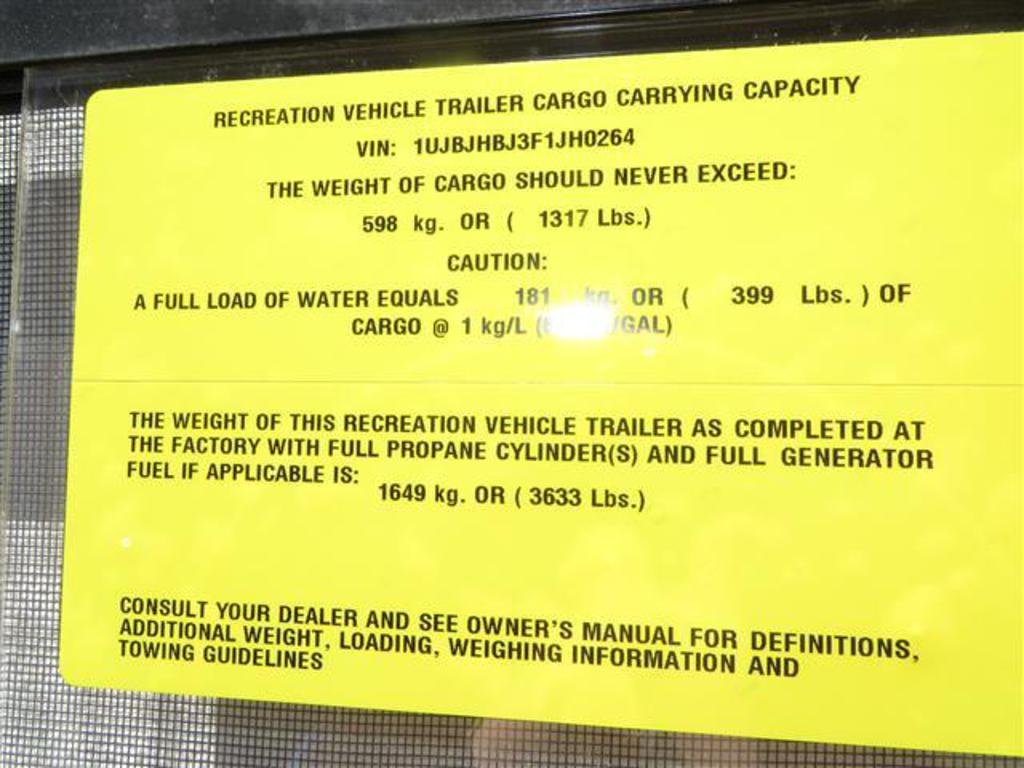 RECREATION VEHICLE TRAILER CARGO CARRYING CAPACITY
VIN: 1UJBJHBJ3F1JH0264
THE WEIGHT OF CARGO SHOULD NEVER EXCEED:
598 kg. OR ( 1317 Lbs.)
CAUTION:
A FULL LOAD OF WATER EQUALS 181 kg. OR ( 399 Lbs. ) OF
CARGO @ 1 kg/L ( /GAL)
THE WEIGHT OF THIS RECREATION VEHICLE TRAILER AS COMPLETED AT
THE FACTORY WITH FULL PROPANE CYLINDER(S) AND FULL GENERATOR
FUEL IF APPLICABLE IS:
1649 kg. OR ( 3633 Lbs.)
CONSULT YOUR DEALER AND SEE OWNER'S MANUAL FOR DEFINITIONS,
ADDITIONAL WEIGHT, LOADING, WEIGHING INFORMATION AND
TOWING GUIDELINES